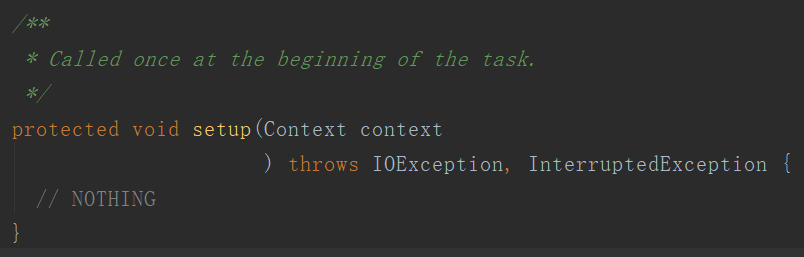 /**
 * Called once at the beginning of the task.
 */
protected void setup(Context context
                     ) throws IOException, InterruptedException {
  // NOTHING
}